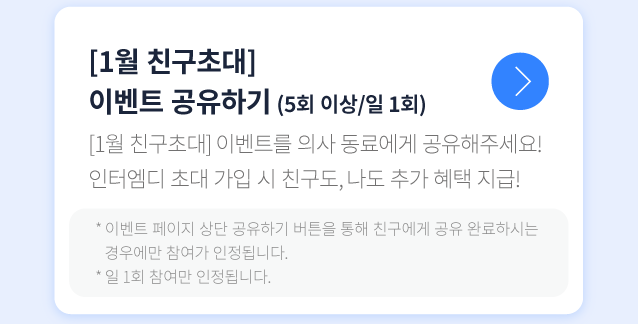 [1월 친구초대]
이벤트 공유하기 (5회 이상/일 1회)
[1월 친구초대] 이벤트를 의사 동료에게 공유해주세요!
인터엠디 초대 가입 시 친구도, 나도 추가 혜택 지급!
* 이벤트 페이지 상단 공유하기 버튼을 통해 친구에게 공유 완료하시는
경우에만 참여가 인정됩니다.
* 일 1회 참여만 인정됩니다.